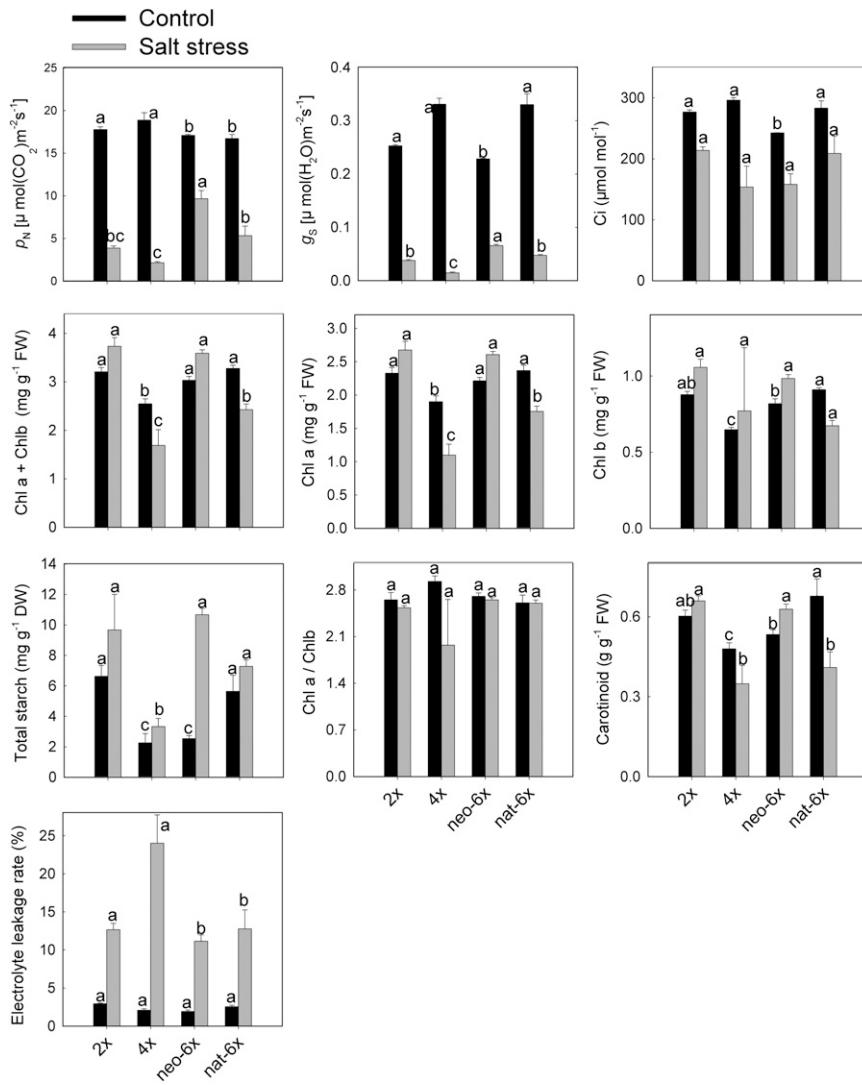 Control
Salt stress
pN [μ mol(CO2)m-2s-1]
25
20
15
10
5
0
a
a
b
b
bc
c
a
b
gS [μ mol(H2O)m-2s-1]
0.4
0.3
0.2
0.1
0.0
a
a
b
a
b
c
a
b
Ci (μmol mol-1)
300
200
100
a
a
b
a
a
a
a
a
Chl a + Chlb (mg g-1 FW)
4
3
2
1
0
a
a
b
c
a
a
a
b
Chl a (mg g-1 FW)
3.0
2.5
2.0
1.5
1.0
0.5
0.0
a
a
b
c
a
a
a
b
Chl b (mg g-1 FW)
1.0
0.5
0.0
ab
a
c
a
b
a
a
a
Total starch (mg g-1 DW)
14
12
10
8
6
4
2
0
a
a
c
b
c
a
a
a
Chl a / Chlb
2.8
2.1
1.4
0.7
0.0
a
a
a
a
a
a
a
a
2x
4x
neo-6x
nat-6x
Carotinoid (g g-1 FW)
0.6
0.3
0.0
ab
a
c
b
b
a
a
b
2x
4x
neo-6x
nat-6x
Electrolyte leakage rate (%)
25
20
15
10
5
0
a
a
a
a
a
b
a
b
2x
4x
neo-6x
nat-6x